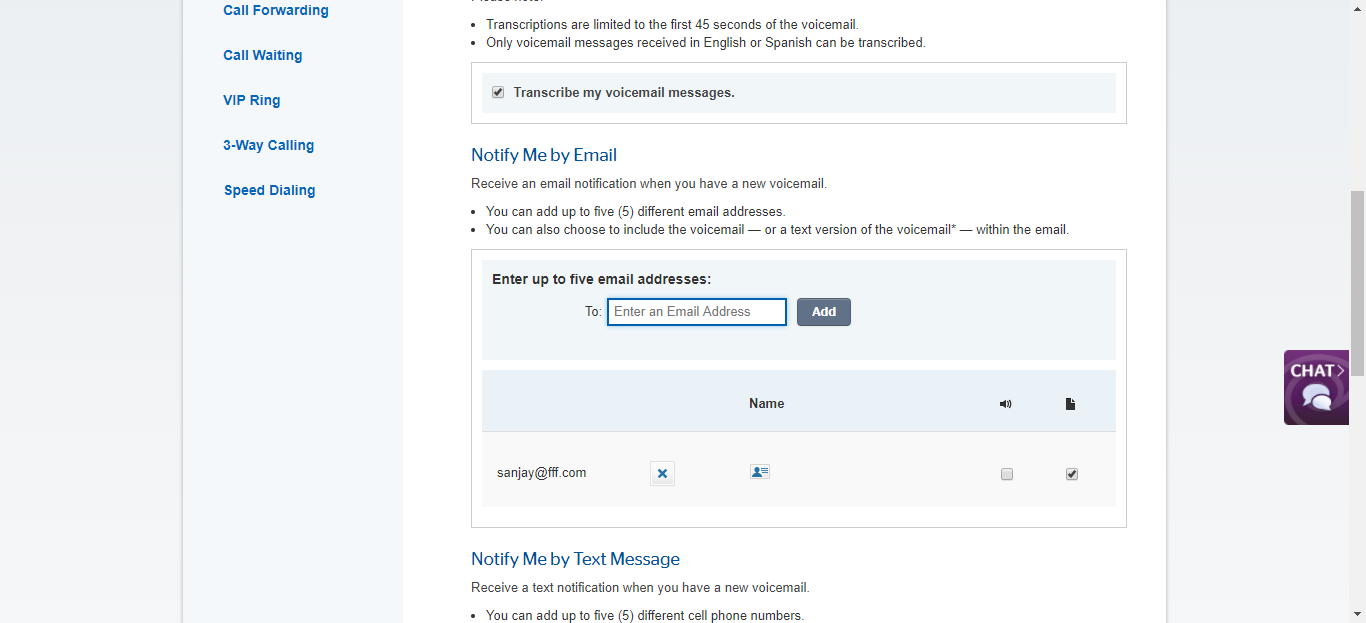 Call Forwarding
Call Waiting
VIP Ring
3-Way Calling
Speed Dialing
Transcriptions are limited to the first 45 seconds of the voicemail.
Only voicemail messages received in English or Spanish can be transcribed.
Transcribe my voicemail messages.
Notify Me by Email
Receive an email notification when you have a new voicemail.
You can add up to five (5) different email addresses.
You can also choose to include the voicemail — or a text version of the voicemail* — within the email.
Enter up to five email addresses:
To: Enter an Email Address Add
Name
sanjay@fff.com
Notify Me by Text Message
Receive a text notification when you have a new voicemail.
You can add up to five (5) different cell phone numbers.
CHAT